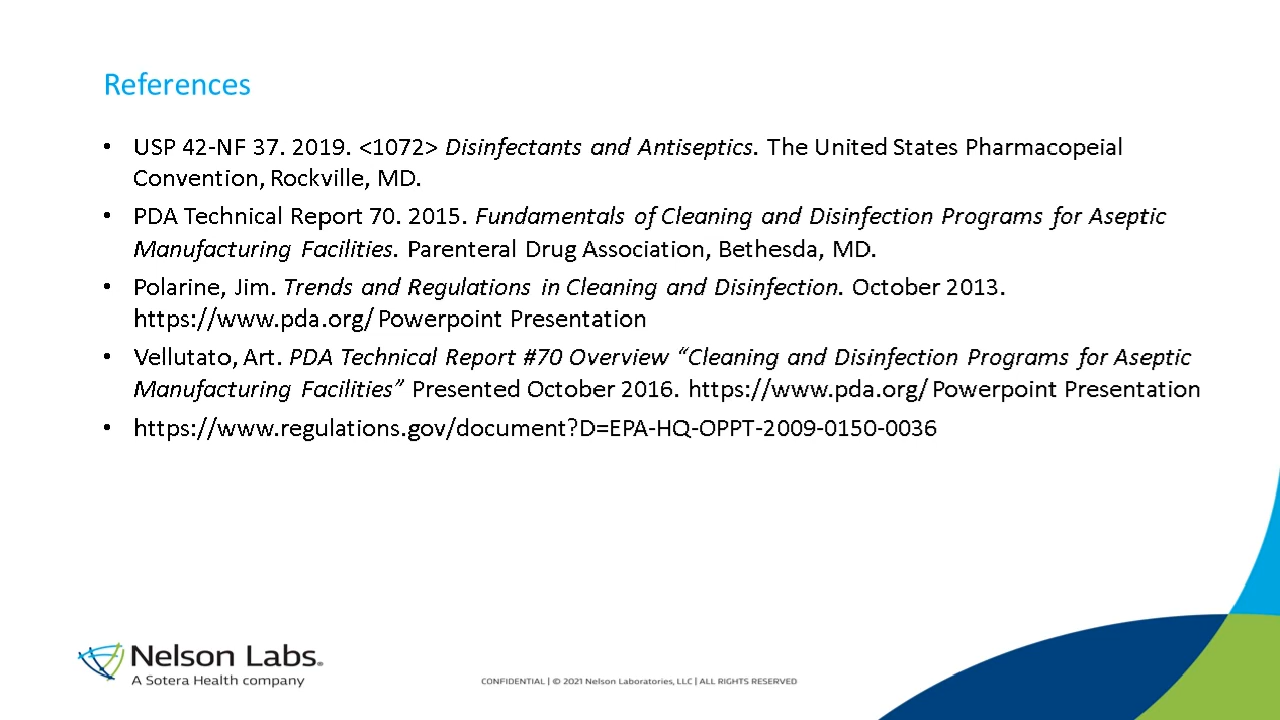 References
• USP 42-NF 37. 2019. <1072> Disinfectants and Antiseptics. The United States Pharmacopeial
Convention, Rockville, MD.
• PDA Technical Report 70. 2015. Fundamentals of Cleaning and Disinfection Programs for Aseptic
Manufacturing Facilities. Parenteral Drug Association, Bethesda, MD.
• Polarine, Jim. Trends and Regulations in Cleaning and Disinfection. October 2013.
https://www.pda.org/ Powerpoint Presentation
• Vellutato, Art. PDA Technical Report #70 Overview “Cleaning and Disinfection Programs for Aseptic
Manufacturing Facilities” Presented October 2016. https://www.pda.org/ Powerpoint Presentation
• https://www.regulations.gov/document?D=EPA-HQ-OPPT-2009-0150-0036
Nelson Labs®
A Sotera Health company
CONFIDENTIAL | © 2021 Nelson Laboratories, LLC | ALL RIGHTS RESERVED